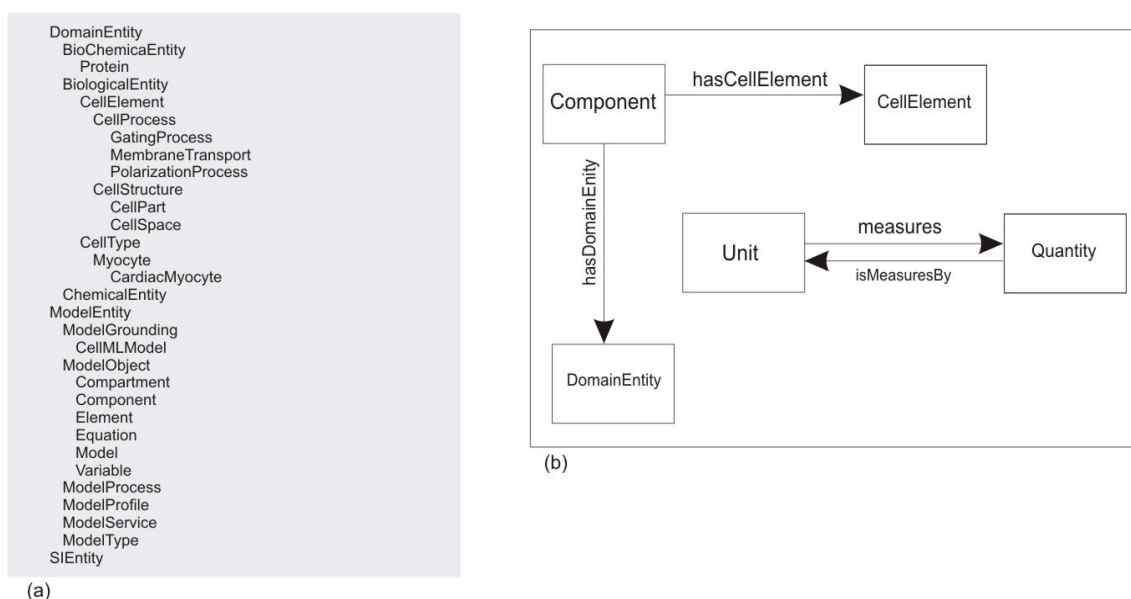 DomainEntity
BioChemicaEntity
Protein
BiologicalEntity
CellElement
CellProcess
GatingProcess
MembraneTransport
PolarizationProcess
CellStructure
CellPart
CellSpace
CellType
Myocyte
CardiacMyocyte
ChemicalEntity
ModelEntity
ModelGrounding
CellMLModel
ModelObject
Compartment
Component
Element
Equation
Model
Variable
ModelProcess
ModelProfile
ModelService
ModelType
SIEntity
(a)
Component
hasCellElement
CellElement
hasDomainEnity
Unit
measures
isMeasuresBy
Quantity
DomainEntity
(b)